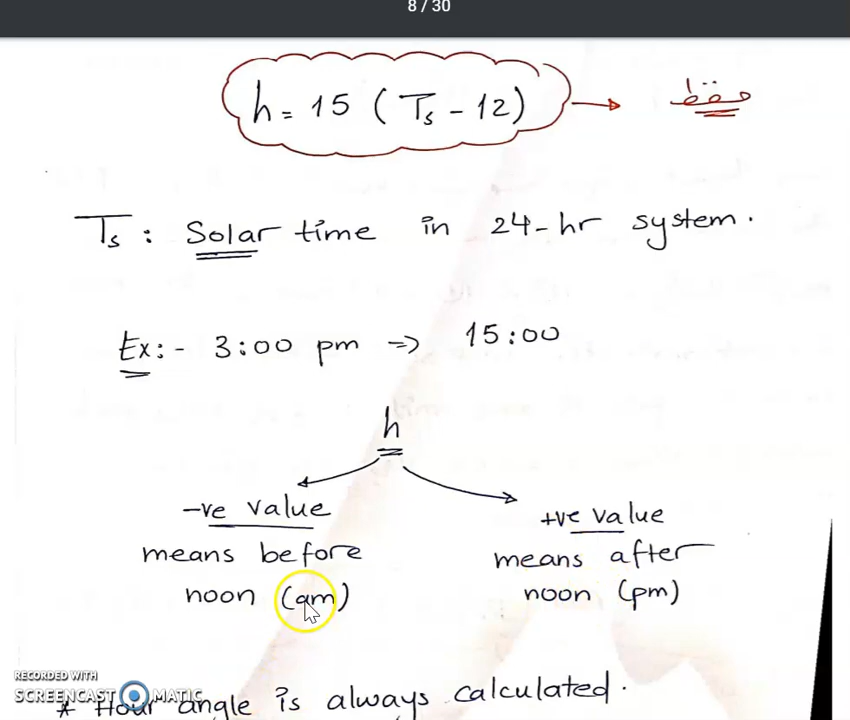 8 / 30
h = 15 ( Ts - 12 ) → حفظ
Ts : Solar time in 24-hr system.
Ex:- 3:00 pm => 15:00
h
-ve value
means before
noon (am)
+ve value
means after
noon (pm)
RECORDED WITH
SCREENCAST MATIC
* Hour angle is always calculated.